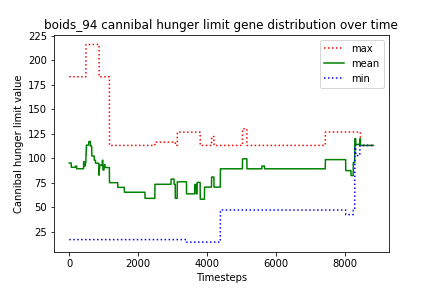 boids_94 cannibal hunger limit gene distribution over time
Cannibal hunger limit value
225
200
175
150
125
100
75
50
25
max
mean
min
0
2000
4000
6000
8000
Timesteps